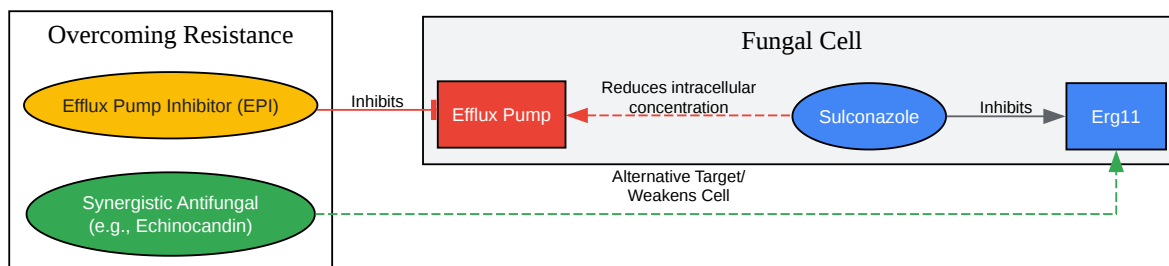 Overcoming Resistance
Efflux Pump Inhibitor (EPI)
Synergistic Antifungal
(e.g., Echinocandin)
Inhibits
Fungal Cell
Efflux Pump
Reduces intracellular
concentration
Sulconazole
Inhibits
Erg11
Alternative Target/
Weakens Cell